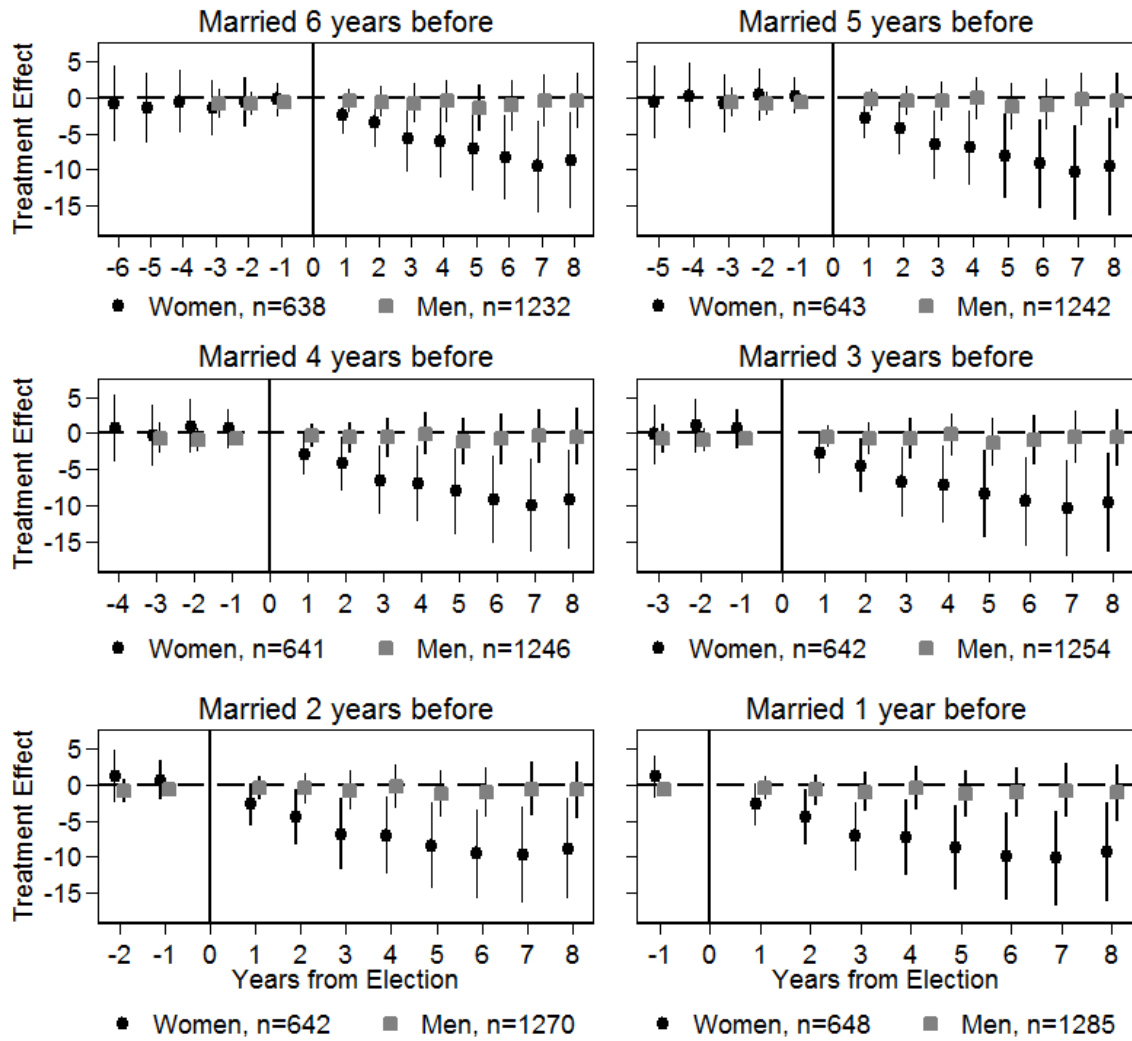 Married 6 years before
Married 5 years before
Treatment Effect
5
0
-5
-10
-15
-6 -5 -4 -3 -2 -1 0 1 2 3 4 5 6 7 8
-5 -4 -3 -2 -1 0 1 2 3 4 5 6 7 8
Women, n=638 Men, n=1232
Women, n=643 Men, n=1242
Married 4 years before
Married 3 years before
Treatment Effect
5
0
-5
-10
-15
-4 -3 -2 -1 0 1 2 3 4 5 6 7 8
-3 -2 -1 0 1 2 3 4 5 6 7 8
Women, n=641 Men, n=1246
Women, n=642 Men, n=1254
Married 2 years before
Married 1 year before
Treatment Effect
5
0
-5
-10
-15
-2 -1 0 1 2 3 4 5 6 7 8
-1 0 1 2 3 4 5 6 7 8
Years from Election
Years from Election
Women, n=642 Men, n=1270
Women, n=648 Men, n=1285